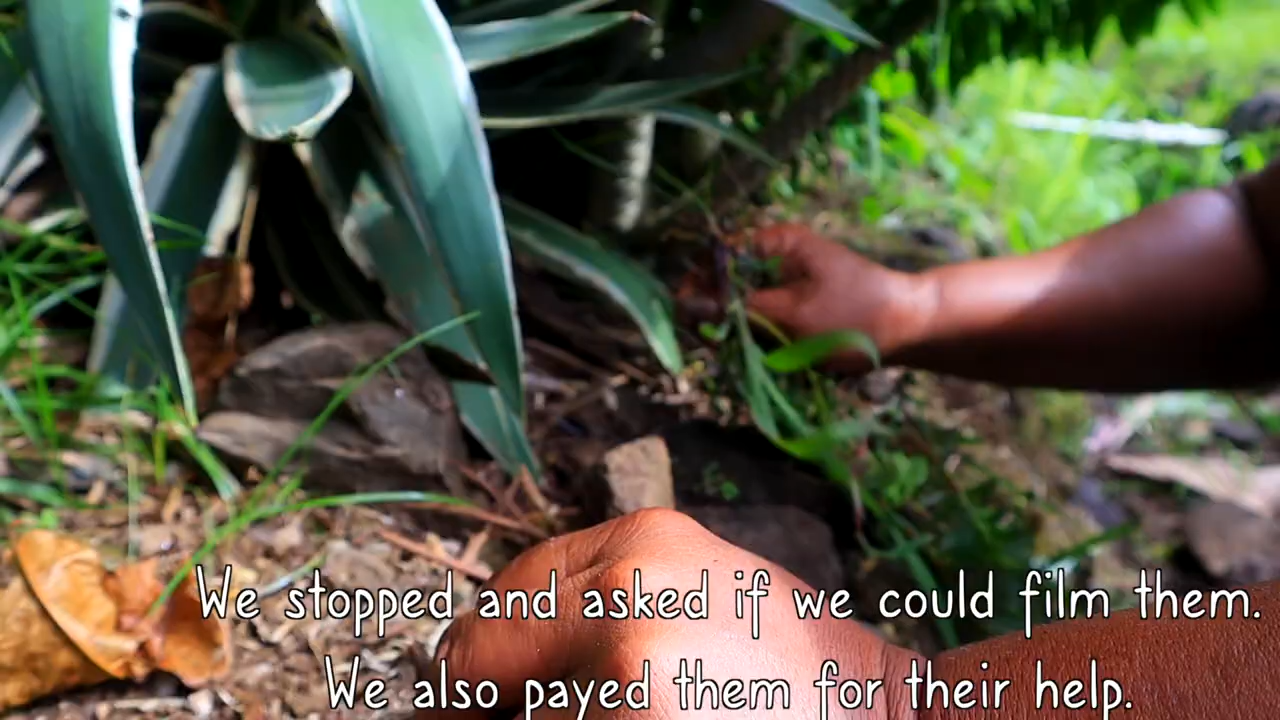 We stopped and asked if we could film them.
We also payed them for their help.